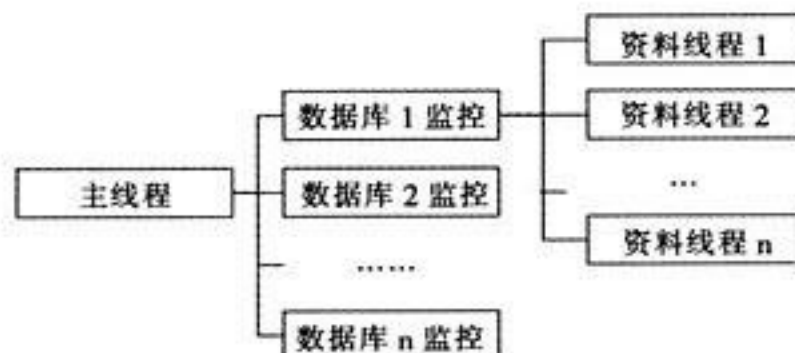 资料线程 1
数据库 1 监控
资料线程 2
主线程
数据库 2 监控
...
资料线程 n
......
数据库 n 监控